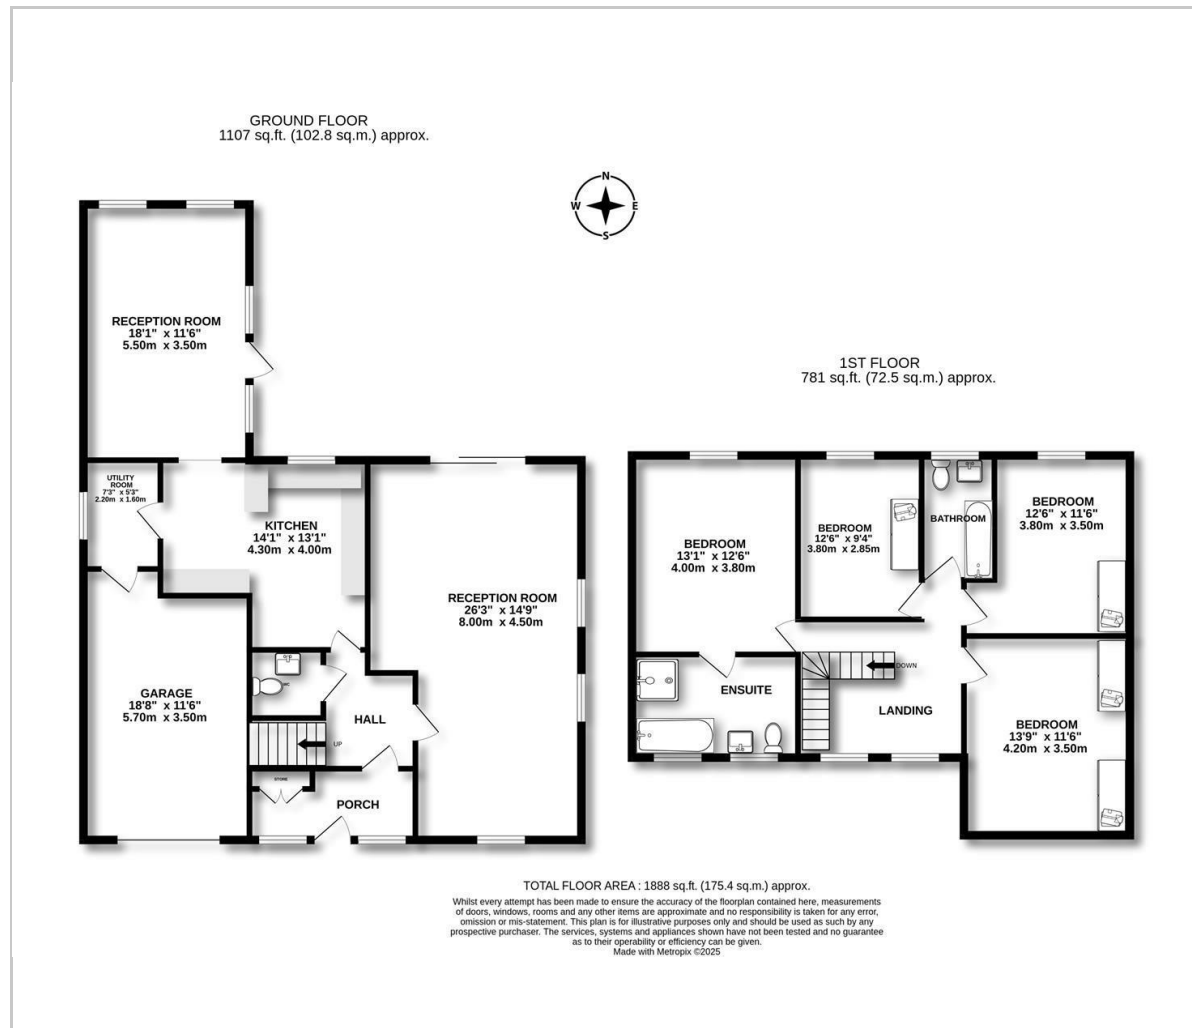 GROUND FLOOR
1107 sq.ft. (102.8 sq.m.) approx.
N
W
E
S
RECEPTION ROOM
18'1" x 11'6"
5.50m x 3.50m
1ST FLOOR
781 sq.ft. (72.5 sq.m.) approx.
UTILITY
ROOM
7'3" x 5'3"
2.20m x 1.60m
KITCHEN
14'1" x 13'1"
4.30m x 4.00m
RECEPTION ROOM
26'3" x 14'9"
8.00m x 4.50m
GARAGE
18'8" x 11'6"
5.70m x 3.50m
WC
HALL
UP
STORE
PORCH
BEDROOM
13'1" x 12'6"
4.00m x 3.80m
BEDROOM
12'6" x 9'4"
3.80m x 2.85m
BATHROOM
BEDROOM
12'6" x 11'6"
3.80m x 3.50m
ENSUITE
DOWN
LANDING
BEDROOM
13'9" x 11'6"
4.20m x 3.50m
TOTAL FLOOR AREA : 1888 sq.ft. (175.4 sq.m.) approx.
Whilst every attempt has been made to ensure the accuracy of the floorplan contained here, measurements
of doors, windows, rooms and any other items are approximate and no responsibility is taken for any error,
omission or mis-statement. This plan is for illustrative purposes only and should be used as such by any
prospective purchaser. The services, systems and appliances shown have not been tested and no guarantee
as to their operability or efficiency can be given.
Made with Metropix ©2025